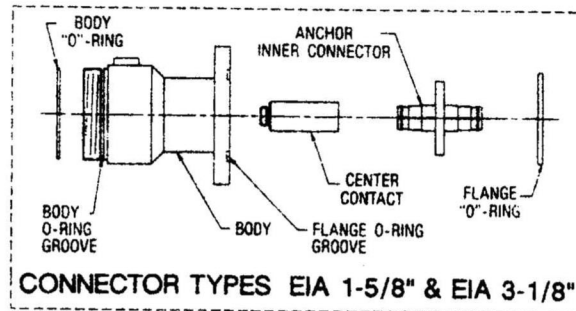 BODY
"O"-RING
ANCHOR
INNER CONNECTOR
BODY
O-RING
GROOVE
BODY
FLANGE O-RING
GROOVE
CENTER
CONTACT
FLANGE
"O"-RING
CONNECTOR TYPES EIA 1-5/8" & EIA 3-1/8"